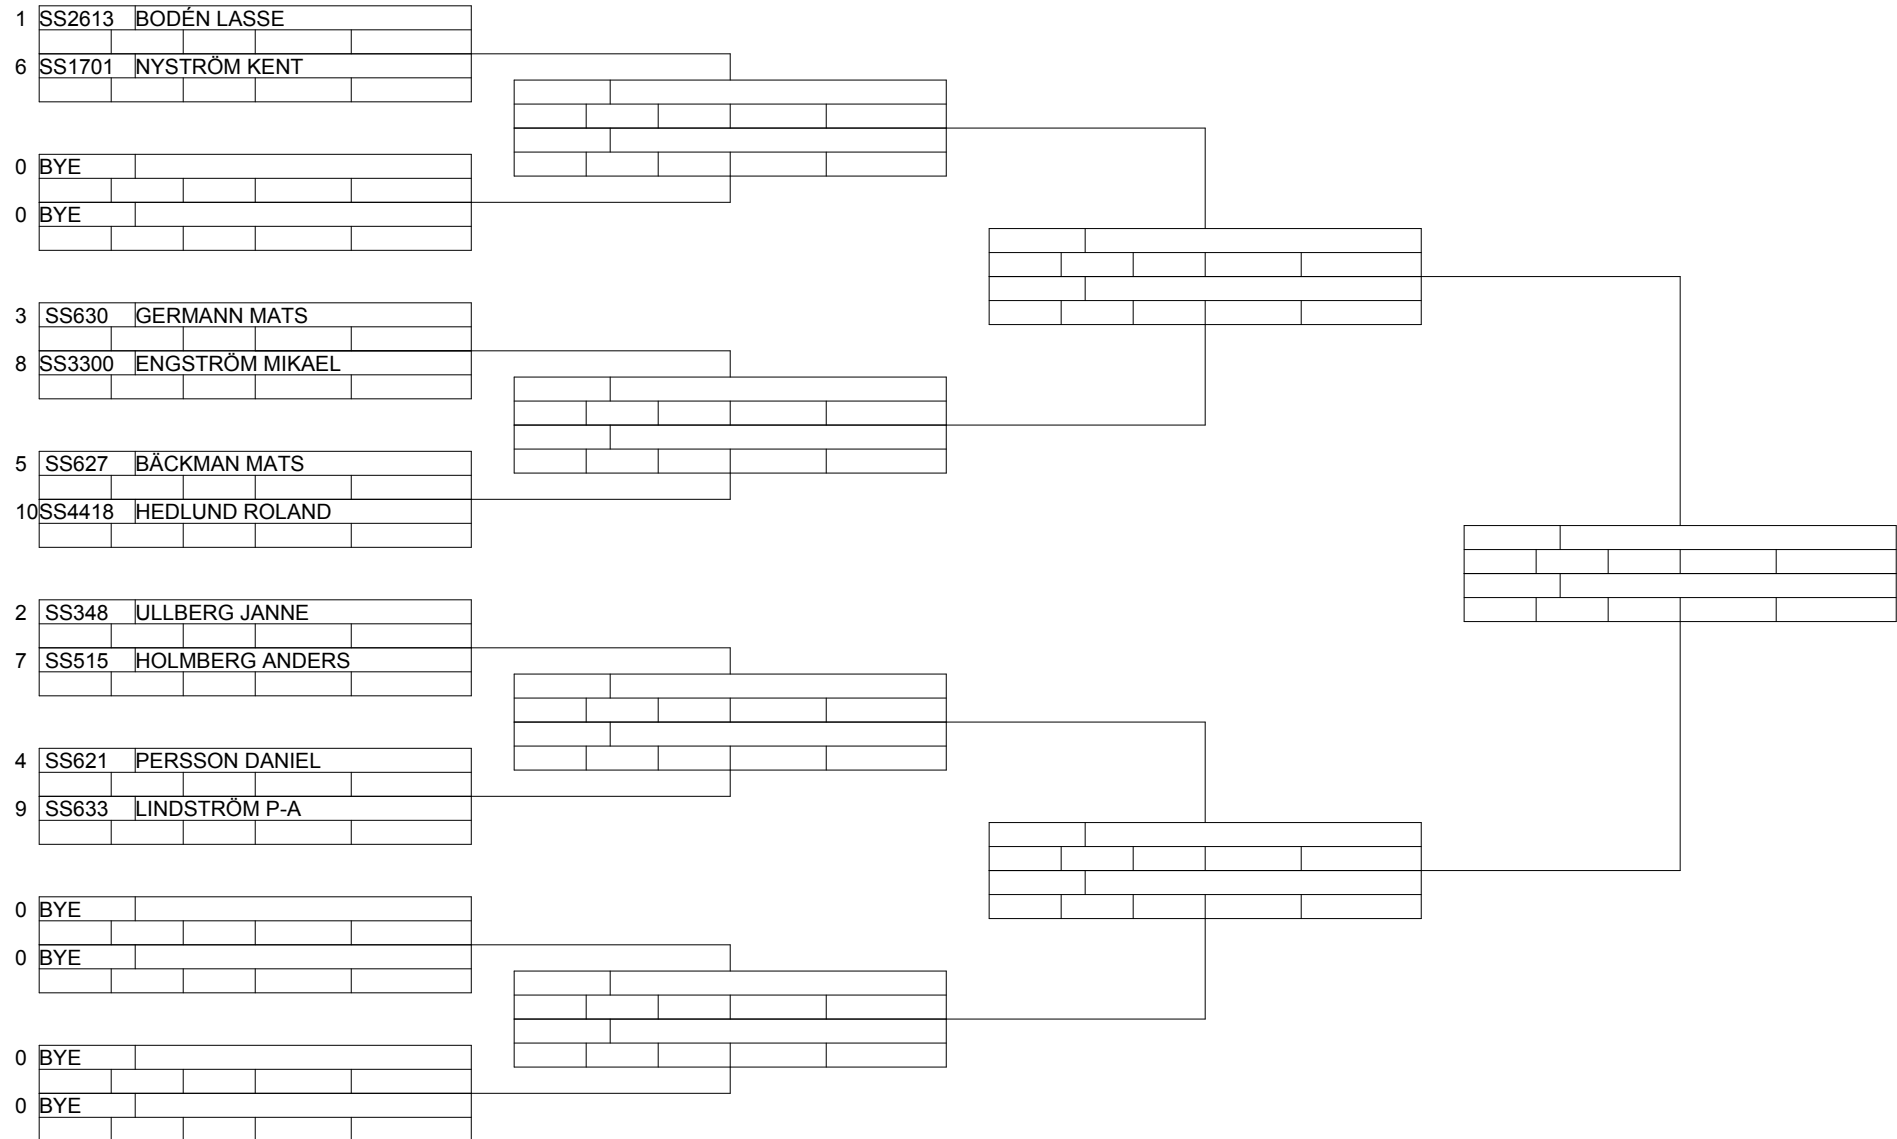 1 SS2613 BODÉN LASSE
6 SS1701 NYSTRÖM KENT
0 BYE
0 BYE
3 SS630 GERMANN MATS
8 SS3300 ENGSTRÖM MIKAEL
5 SS627 BÄCKMAN MATS
10 SS4418 HEDLUND ROLAND
2 SS348 ULLBERG JANNE
7 SS515 HOLMBERG ANDERS
4 SS621 PERSSON DANIEL
9 SS633 LINDSTRÖM P-A
0 BYE
0 BYE
0 BYE
0 BYE